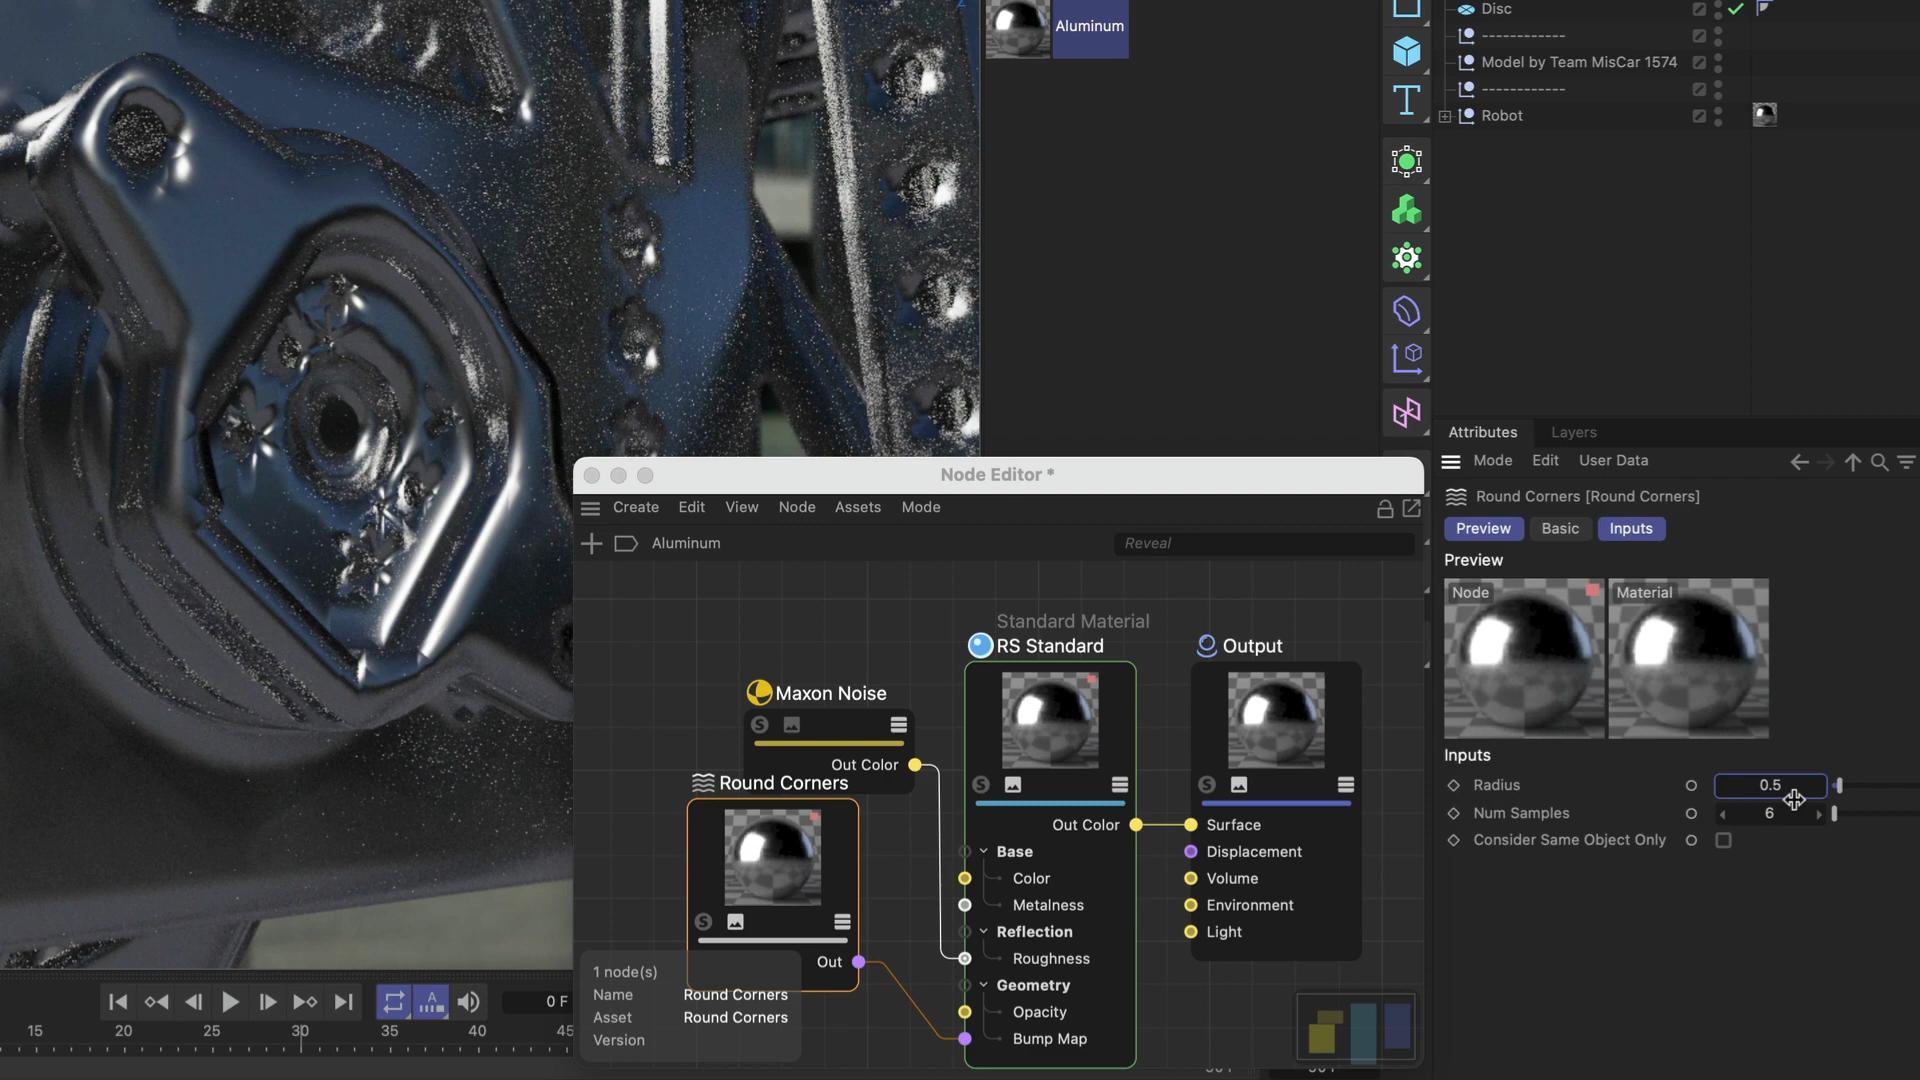 Aluminum
Disc
------------
Model by Team MisCar 1574
------------
Robot
Attributes
Layers
Mode
Edit
User Data
Round Corners [Round Corners]
Preview
Basic
Inputs
Preview
Node
Material
Inputs
Radius
0.5
Num Samples
6
Consider Same Object Only
Node Editor *
Create
Edit
View
Node
Assets
Mode
Aluminum
Reveal
Standard Material
RS Standard
Output
Maxon Noise
S
Out Color
Round Corners
S
Out
S
Out Color
Base
Color
Metalness
Reflection
Roughness
Geometry
Opacity
Bump Map
S
Surface
Displacement
Volume
Environment
Light
1 node(s)
Name Round Corners
Asset Round Corners
Version
A
0 F
15 20 25 30 35 40 45